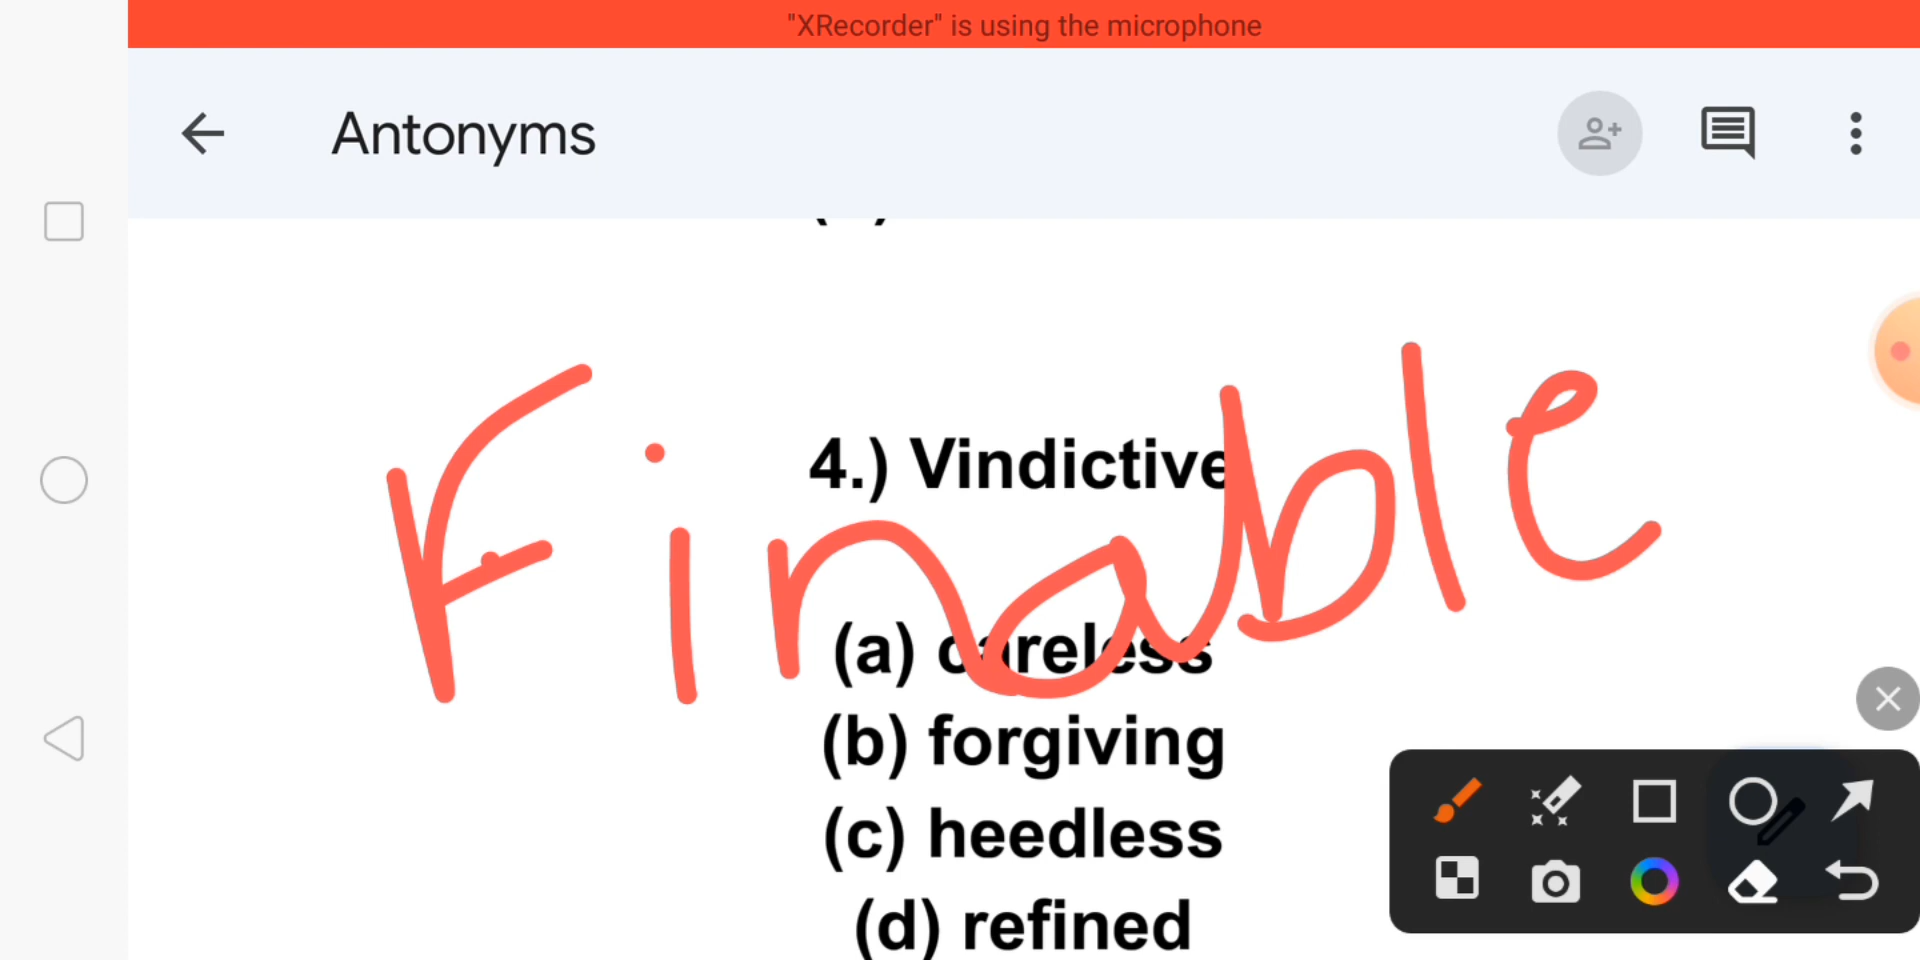 "XRecorder" is using the microphone
Antonyms
4.) Vindictive
Finable
(a) careless
(b) forgiving
(c) heedless
(d) refined